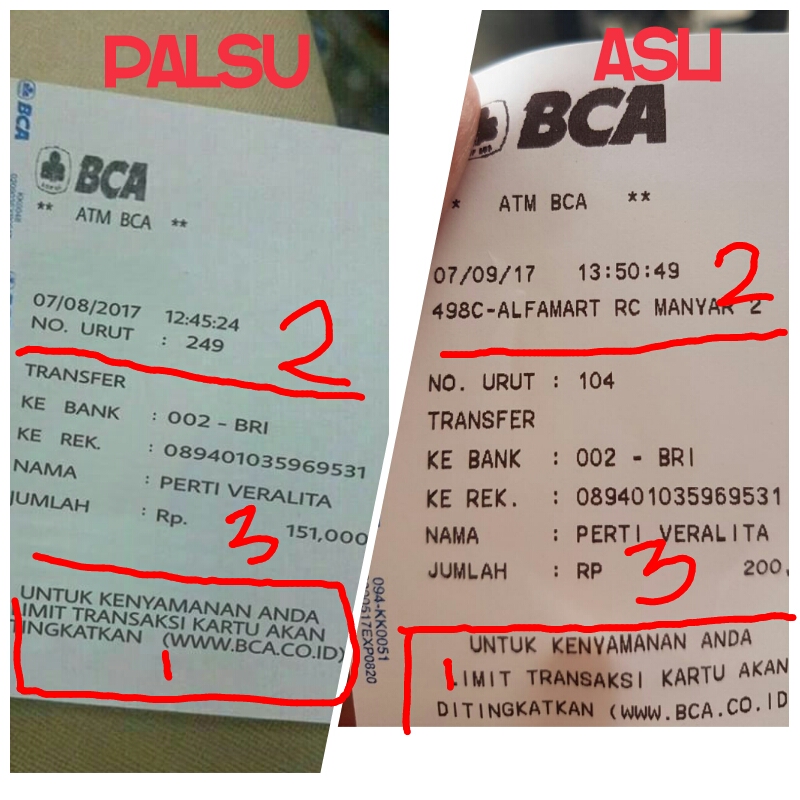 PALSU
BCA
BCA
** ATM BCA **
07/08/2017 12:45:24
NO. URUT : 249
2
TRANSFER
KE BANK : 002 - BRI
KE REK. : 089401035969531
NAMA : PERTI VERALITA
JUMLAH : Rp. 151,000
3
UNTUK KENYAMANAN ANDA
LIMIT TRANSAKSI KARTU AKAN
TINGKATKAN (WWW.BCA.CO.ID)
1
ASLI
BCA
* ATM BCA **
07/09/17 13:50:49
2
498C-ALFAMART RC MANYAR 2
NO. URUT : 104
TRANSFER
KE BANK : 002 - BRI
KE REK. : 089401035969531
NAMA : PERTI VERALITA
JUMLAH : RP 200,
3
094-KK0051
UNTUK KENYAMANAN ANDA
1
LIMIT TRANSAKSI KARTU AKAN
DITINGKATKAN (WWW.BCA.CO.ID